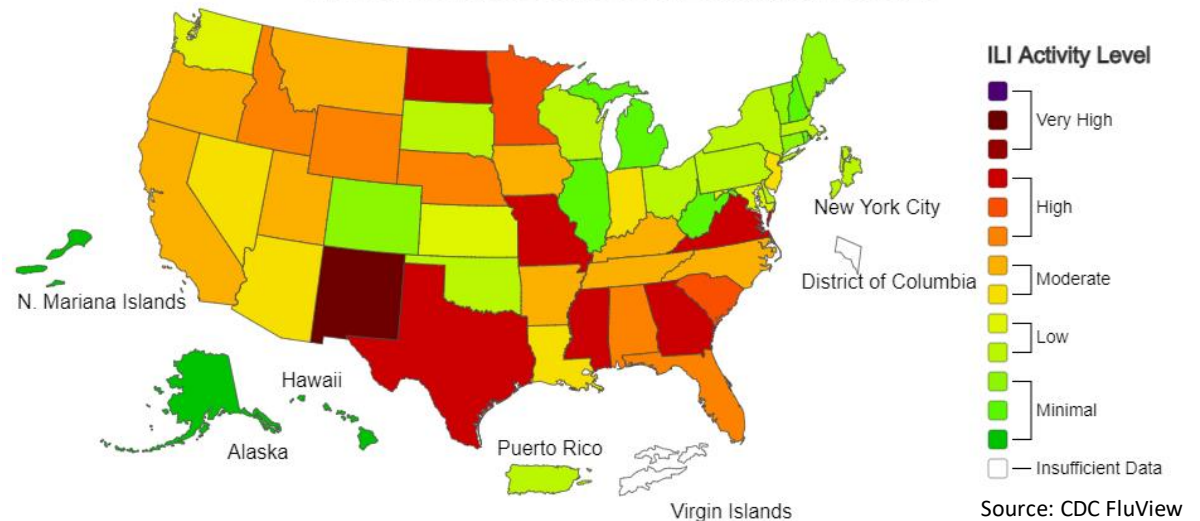 ILI Activity Level
Very High
High
Moderate
Low
Minimal
Insufficient Data
New York City
District of Columbia
N. Mariana Islands
Hawaii
Alaska
Puerto Rico
Virgin Islands
Source: CDC FluView